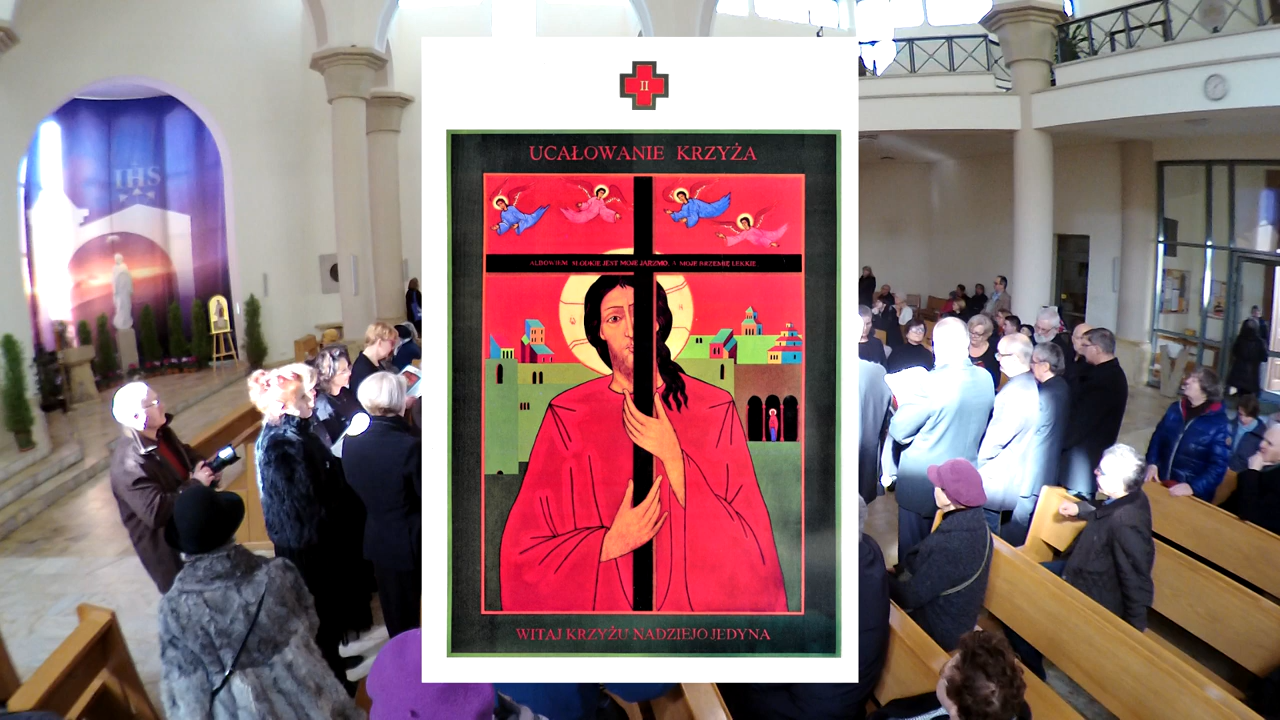 IHS
II
UCAŁOWANIE KRZYŻA
ALBOWIEM SŁODKIE JEST MOJE JARZMO A MOJE BRZEMIĘ LEKKIE
WITAJ KRZYŻU NADZIEJO JEDYNA